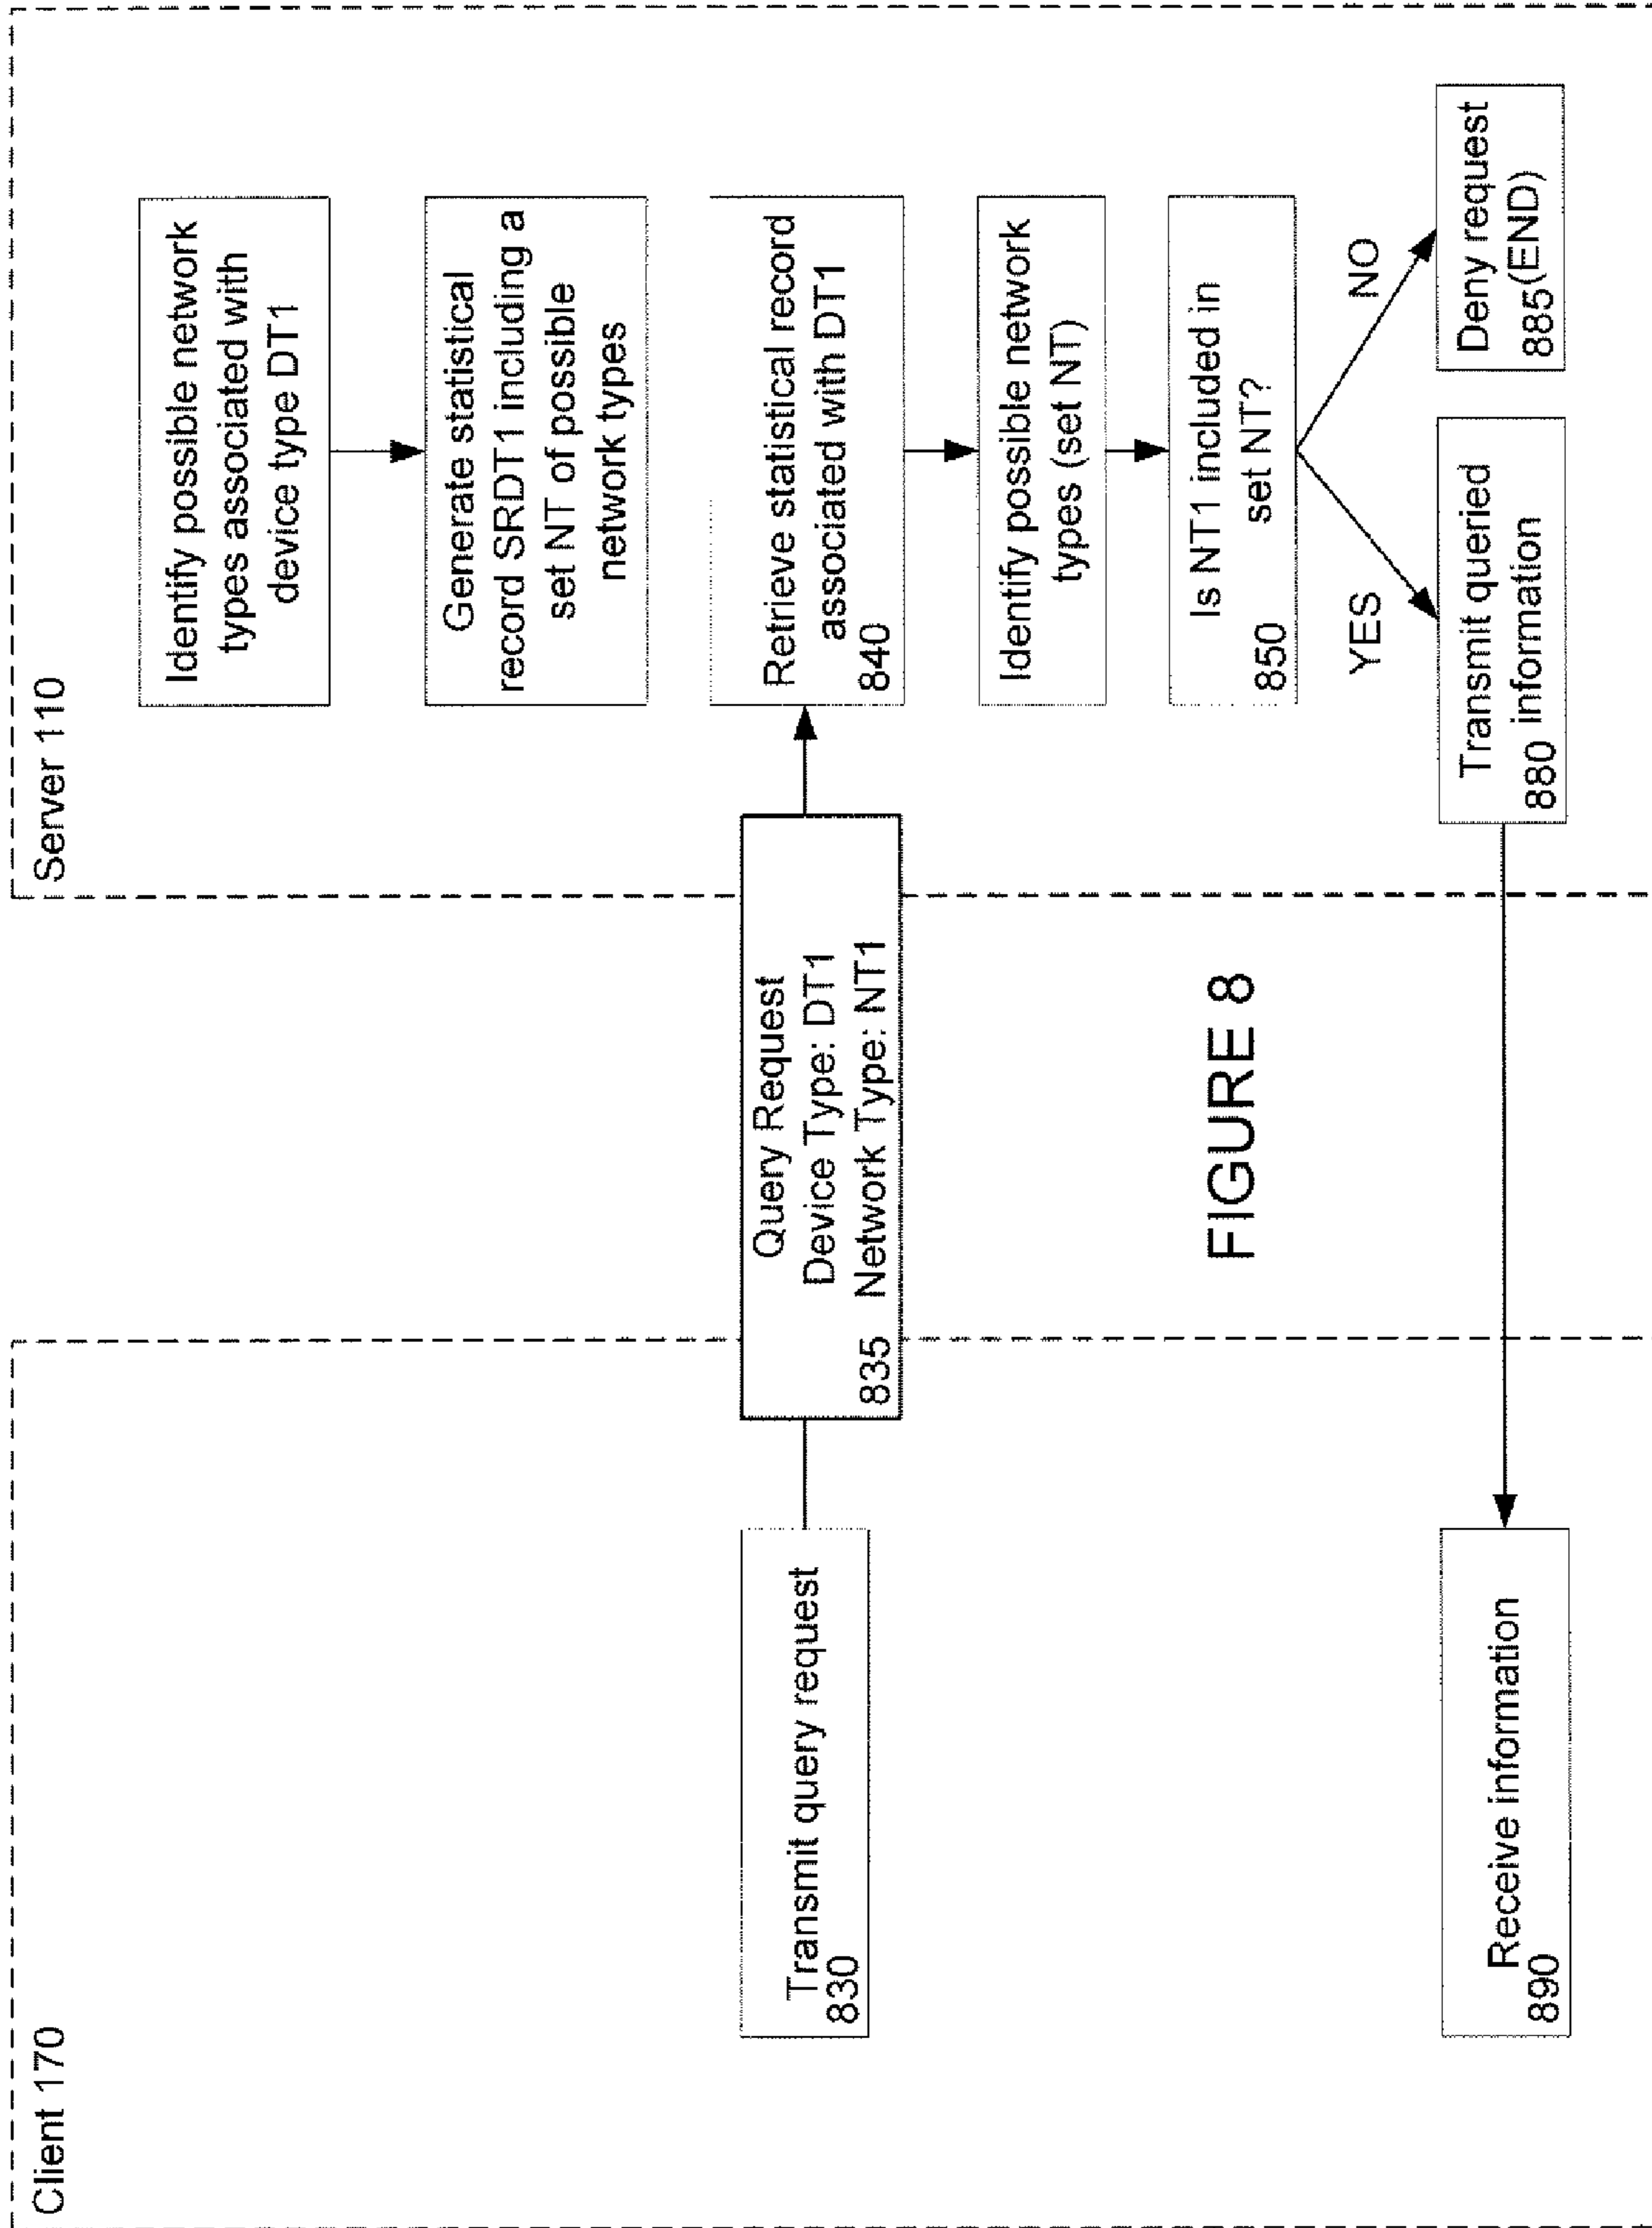 Client 170
Server 110
Identify possible network
types associated with
device type DT1
Generate statistical
record SRDT1 including a
set NT of possible
network types
Transmit query request
830
Query Request
Device Type: DT1
Network Type: NT1
835
Retrieve statistical record
associated with DT1
840
Identify possible network
types (set NT)
Is NT1 included in
set NT?
850
YES
NO
Transmit queried
880 information
Deny request
885(END)
Receive information
890
FIGURE 8